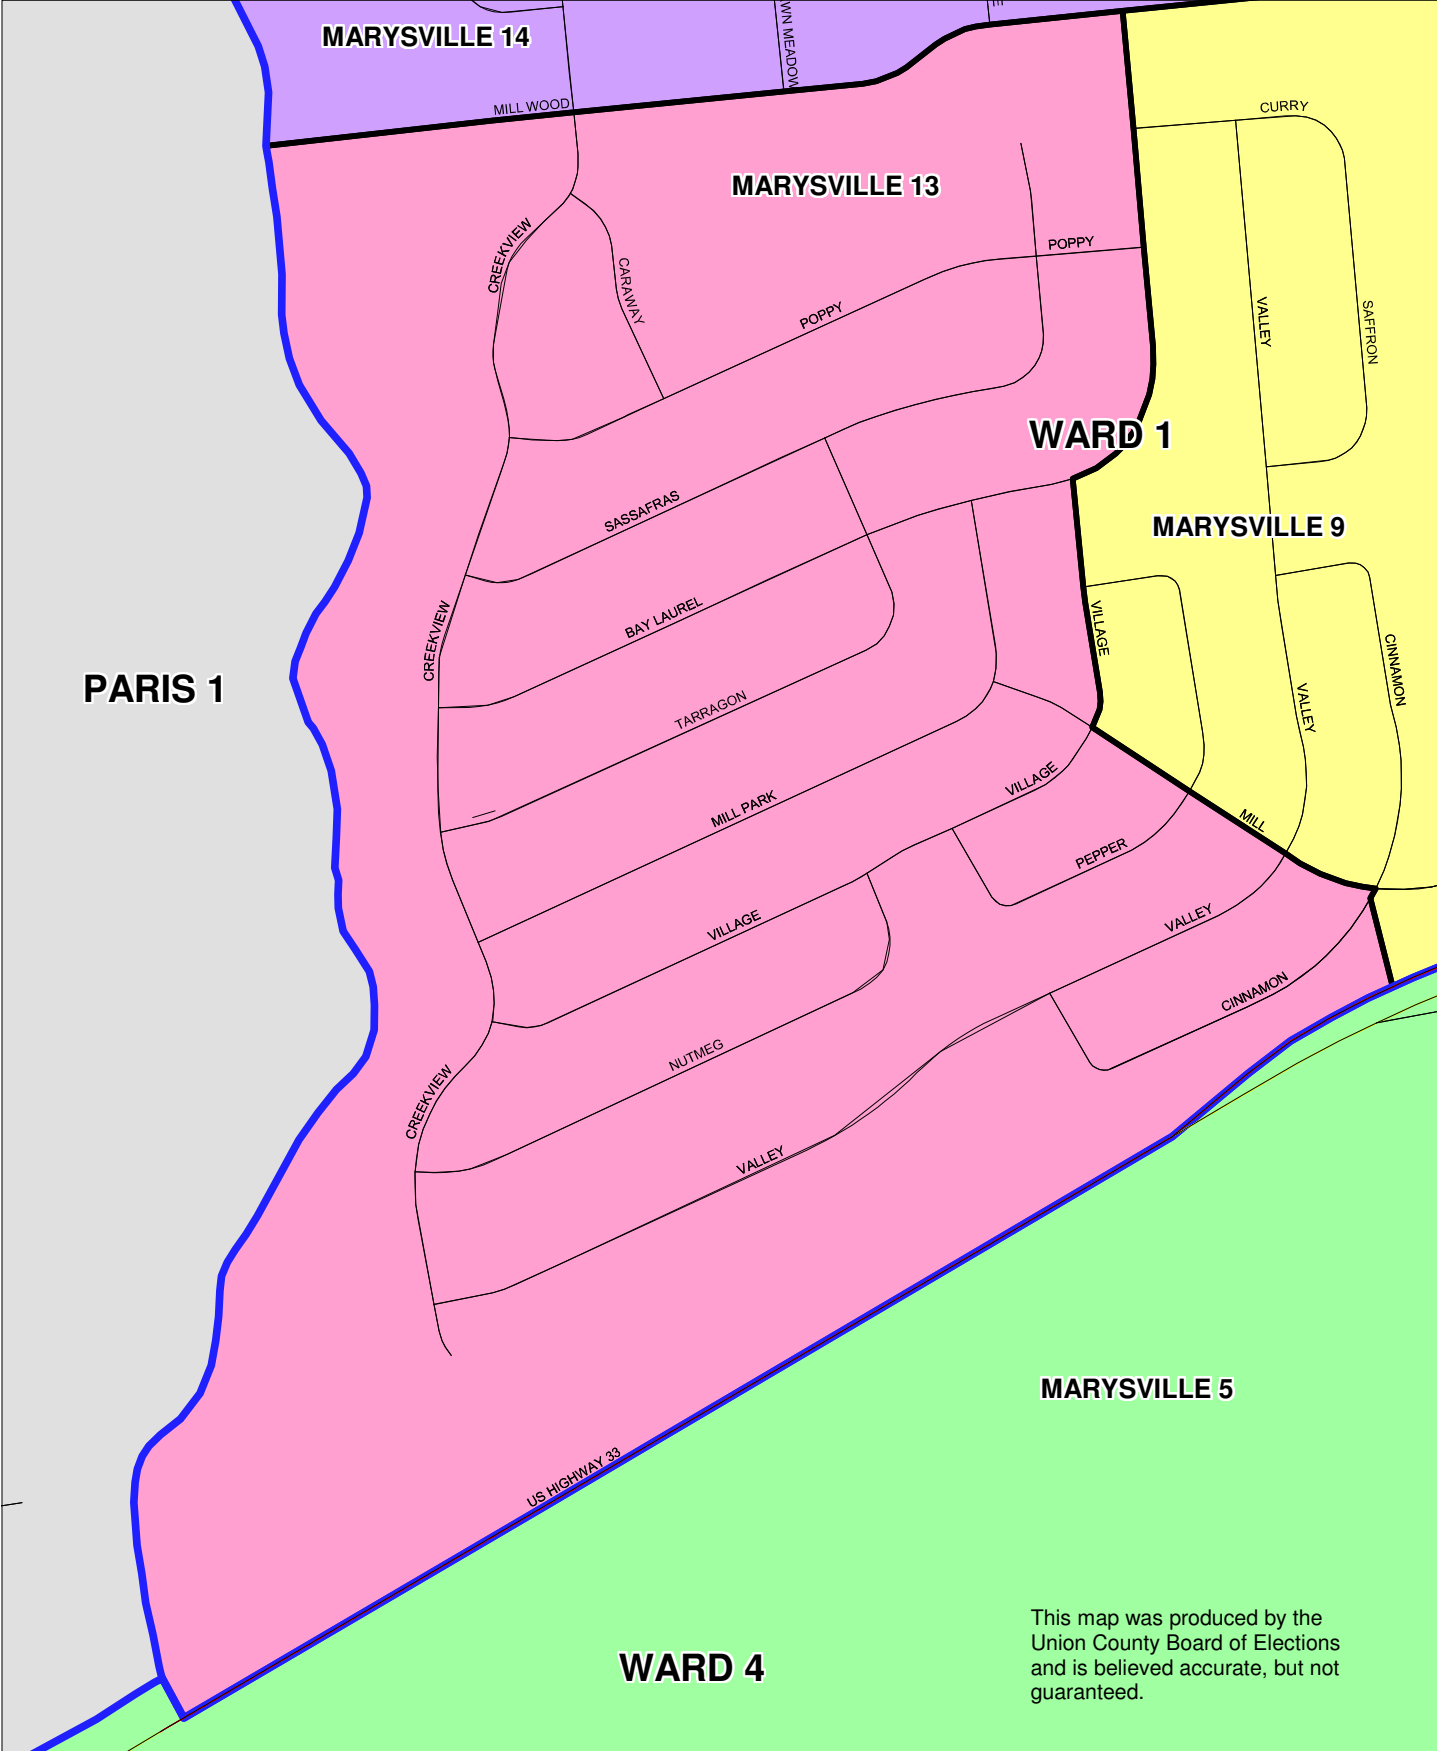 MARYSVILLE 14
MILL WOOD
WN MEADOW
E
CURRY
MARYSVILLE 13
CREEKVIEW
CARAWAY
POPPY
POPPY
VALLEY
SAFFRON
WARD 1
SASSAFRAS
MARYSVILLE 9
BAY LAUREL
CREEKVIEW
VILLAGE
CINNAMON
PARIS 1
TARRAGON
VALLEY
MILL PARK
VILLAGE
MILL
PEPPER
VILLAGE
VALLEY
CINNAMON
NUTMEG
CREEKVIEW
VALLEY
MARYSVILLE 5
US HIGHWAY 33
WARD 4
This map was produced by the
Union County Board of Elections
and is believed accurate, but not
guaranteed.